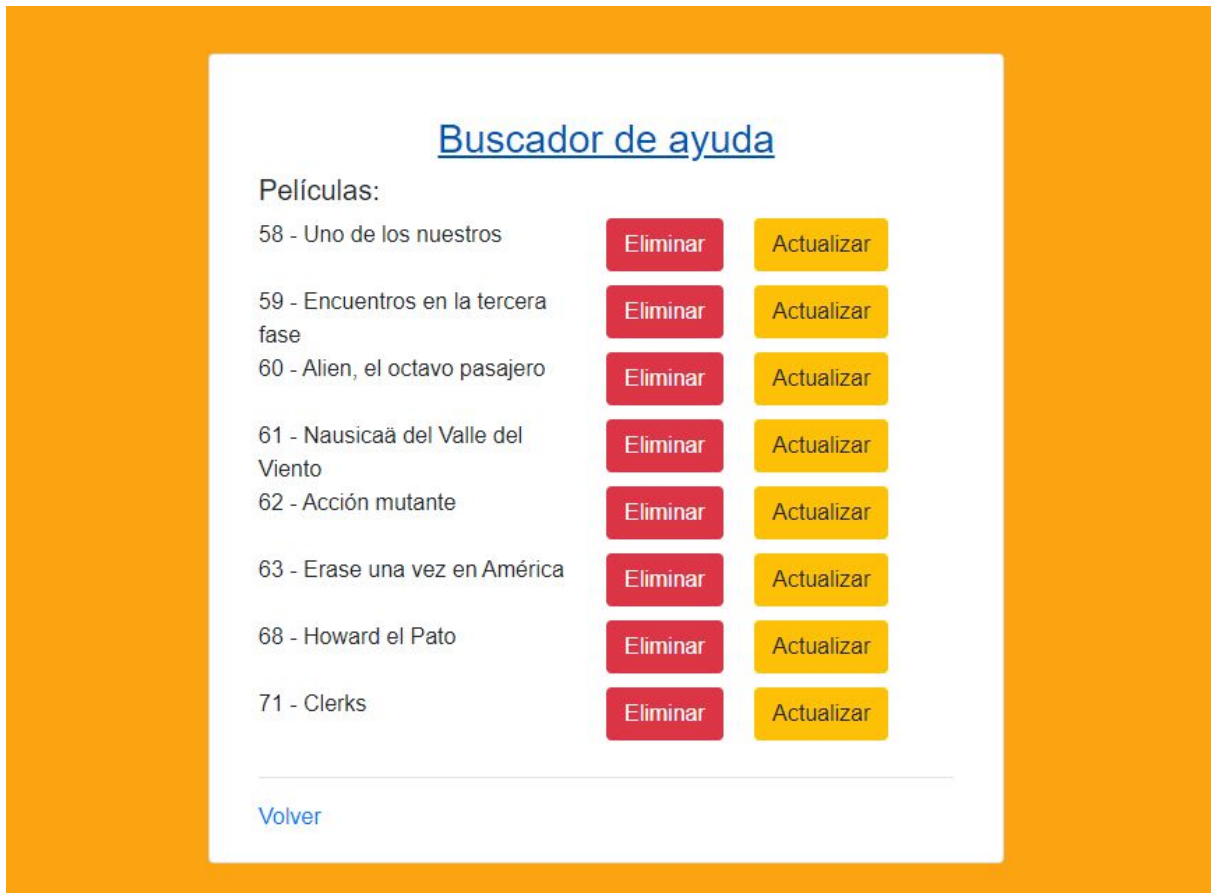 Buscador de ayuda
Películas:
58 - Uno de los nuestros
Eliminar
Actualizar
59 - Encuentros en la tercera
fase
Eliminar
Actualizar
60 - Alien, el octavo pasajero
Eliminar
Actualizar
61 - Nausicaä del Valle del
Viento
Eliminar
Actualizar
62 - Acción mutante
Eliminar
Actualizar
63 - Erase una vez en América
Eliminar
Actualizar
68 - Howard el Pato
Eliminar
Actualizar
71 - Clerks
Eliminar
Actualizar
Volver